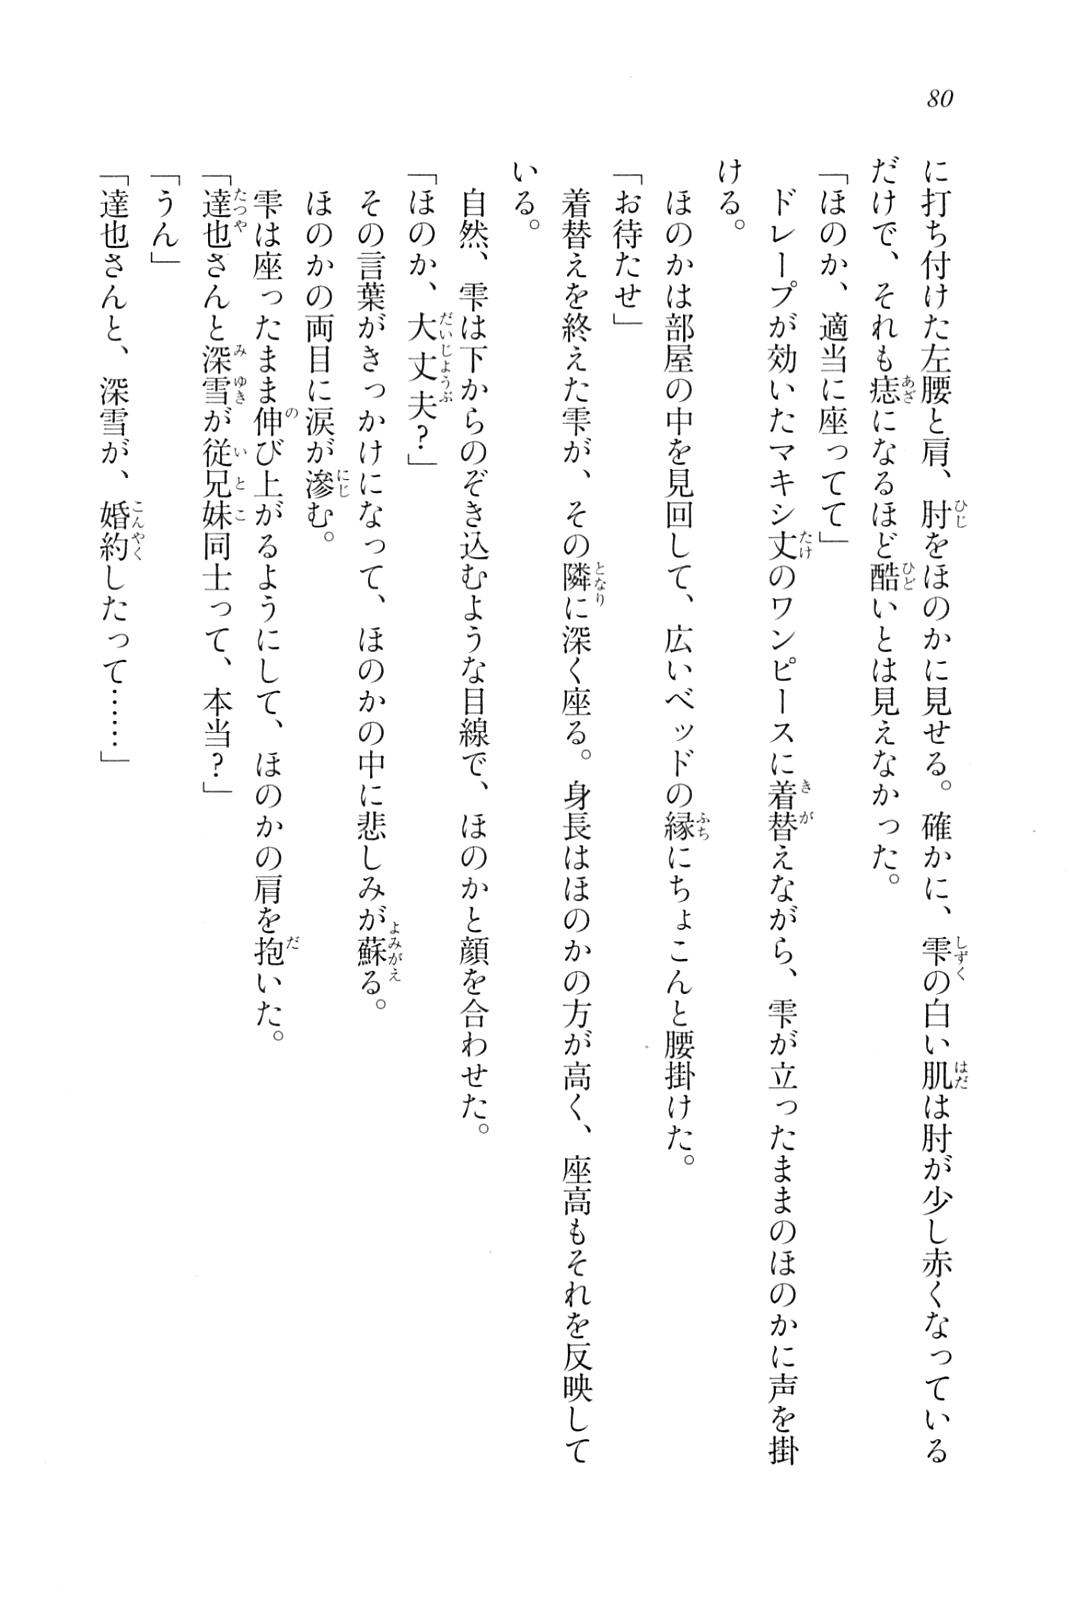 80
に打ち付けた左腰と肩、肘をほのかに見せる。確かに、雫の白い肌は肘が少し赤くなっている
だけで、それも痣になるほど酷いとは見えなかった。
「ほのか、適当に座ってて」
ドレープが効いたマキシ丈のワンピースに着替えながら、雫が立ったままのほのかに声を掛
ける。
ほのかは部屋の中を見回して、広いベッドの縁にちょこんと腰掛けた。
「お待たせ」
着替えを終えた雫が、その隣に深く座る。身長はほのかの方が高く、座高もそれを反映して
いる。
自然、雫は下からのぞき込むような目線で、ほのかと顔を合わせた。
「ほのか、大丈夫?」
その言葉がきっかけになって、ほのかの中に悲しみが蘇る。
ほのかの両目に涙が滲む。
雫は座ったまま伸び上がるようにして、ほのかの肩を抱いた。
「達也さんと深雪が従兄妹同士って、本当?」
「うん」
「達也さんと、深雪が、婚約したって……」